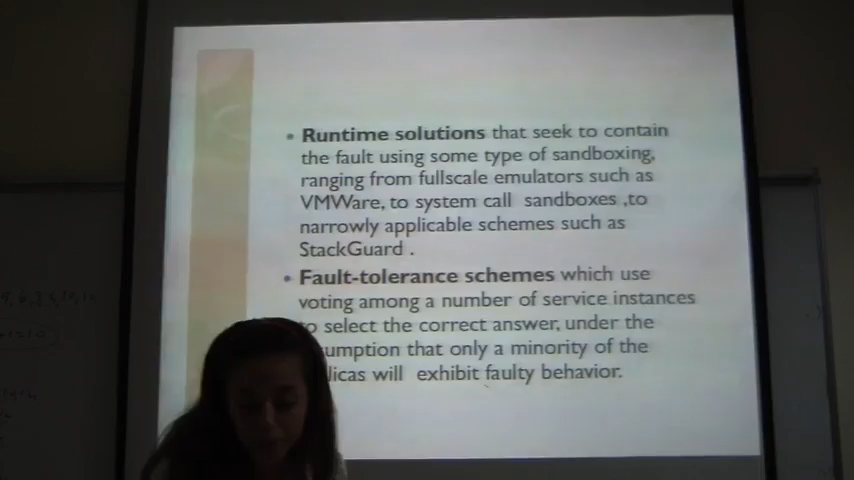 • Runtime solutions that seek to contain
the fault using some type of sandboxing,
ranging from fullscale emulators such as
VMWare, to system call sandboxes ,to
narrowly applicable schemes such as
StackGuard .
• Fault-tolerance schemes which use
voting among a number of service instances
select the correct answer, under the
that only a minority of the
will exhibit faulty behavior.